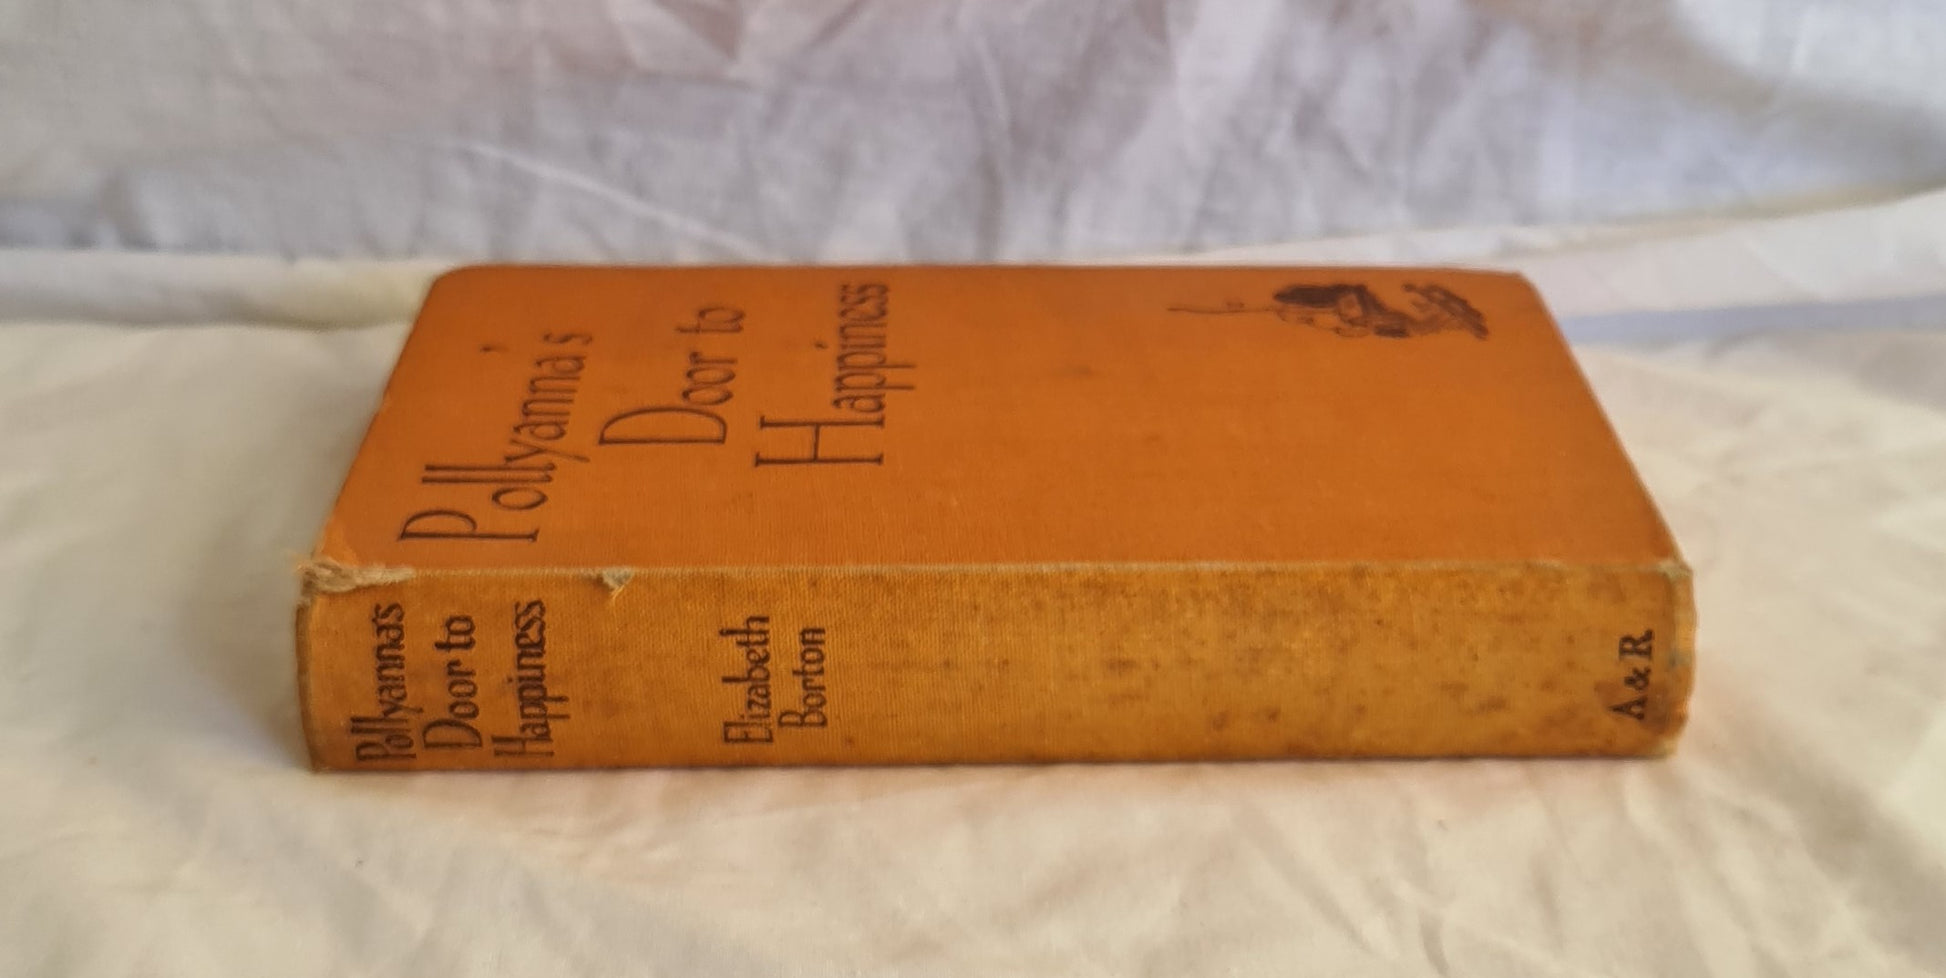 Pollyanna's
Door to
Happiness
Pollyanna's
Door to
Happiness
Elizabeth
Borton
A & R